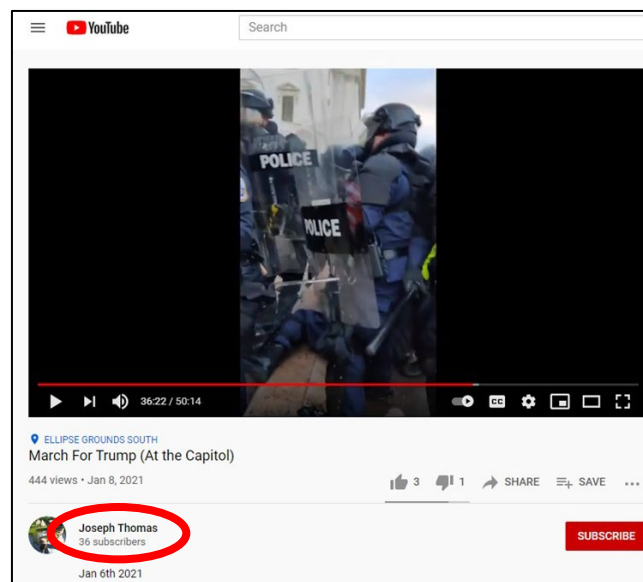 YouTube
Search
POLICE
POLICE
36:22 / 50:14
CC
ELLIPSE GROUNDS SOUTH
March For Trump (At the Capitol)
444 views • Jan 8, 2021
3 1 SHARE SAVE ...
Joseph Thomas
36 subscribers
SUBSCRIBE
Jan 6th 2021